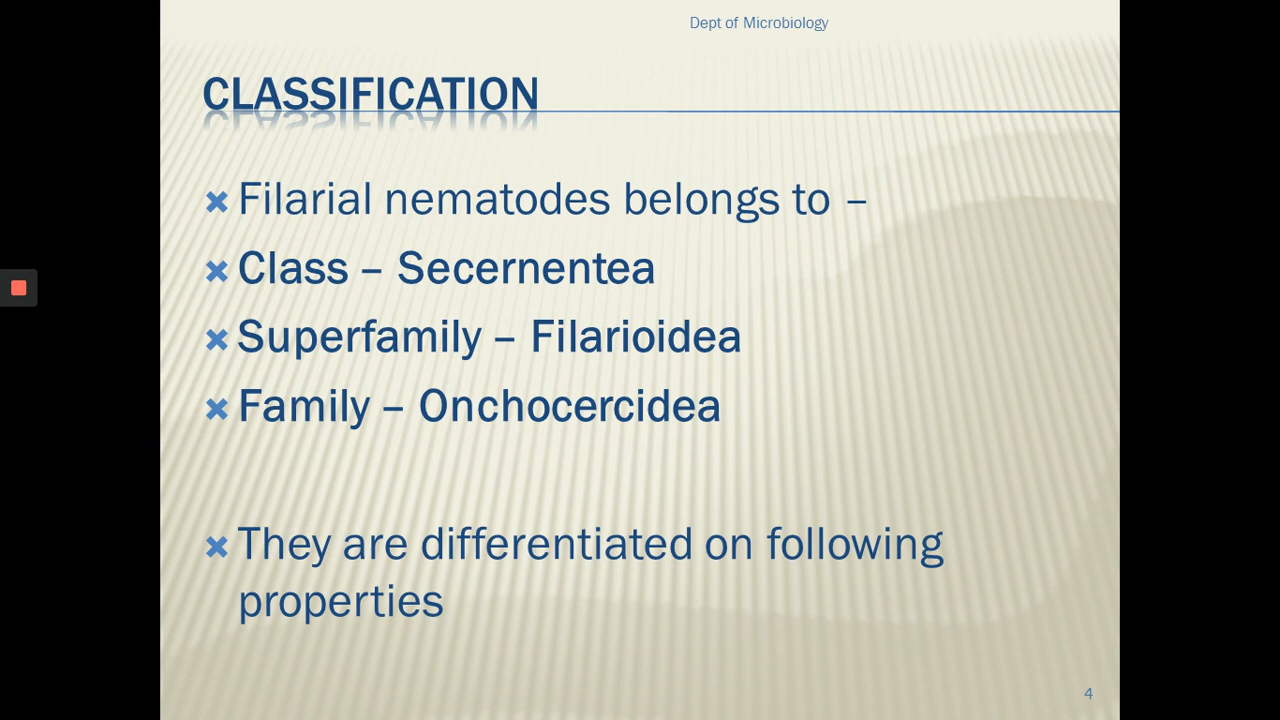 Dept of Microbiology
CLASSIFICATION
Filarial nematodes belongs to –
Class – Secernentea
Superfamily – Filarioidea
Family – Onchocercidea
They are differentiated on following
properties
4